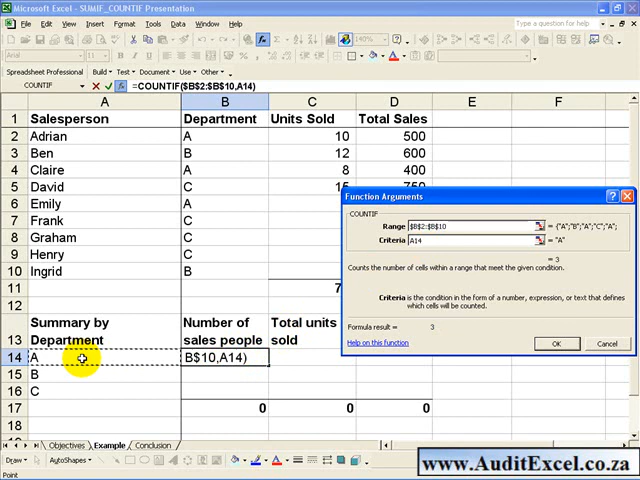 Microsoft Excel - SUMIF_COUNTIF Presentation
File Edit View Insert Format Tools Data Window Help
Type a question for help
140%
Spreadsheet Professional Build Test Document Use Other
COUNTIF =COUNTIF($B$2:$B$10,A14)
A B C D E F
1 Salesperson Department Units Sold Total Sales
2 Adrian A 10 500
3 Ben B 12 600
4 Claire A 8 400
5 David C 15 750
6 Emily A
7 Frank C
8 Graham C
9 Henry C
10 Ingrid B
11 7
12
Summary by Number of Total units
13 Department sales people sold
14 A B$10,A14)
15 B
16 C
17 0 0 0
18
Function Arguments
COUNTIF
Range $B$2:$B$10 = {"A";"B";"A";"C";"A";
Criteria A14 = "A"
= 3
Counts the number of cells within a range that meet the given condition.
Criteria is the condition in the form of a number, expression, or text that defines
which cells will be counted.
Formula result = 3
Help on this function OK Cancel
Objectives Example Conclusion
Draw AutoShapes
Point
www.AuditExcel.co.za